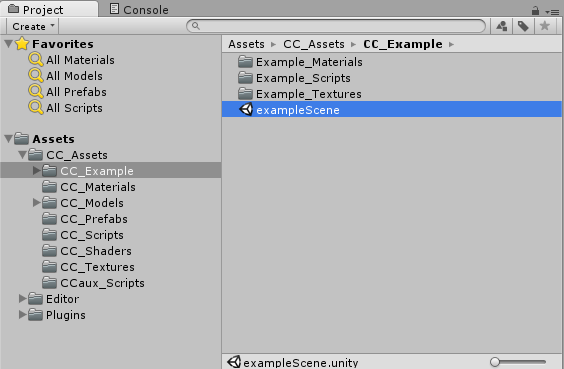 Project
Console
Create
Favorites
All Materials
All Models
All Prefabs
All Scripts
Assets
CC_Assets
CC_Example
CC_Materials
CC_Models
CC_Prefabs
CC_Scripts
CC_Shaders
CC_Textures
CCaux_Scripts
Editor
Plugins
Assets CC_Assets CC_Example
Example_Materials
Example_Scripts
Example_Textures
exampleScene
exampleScene.unity